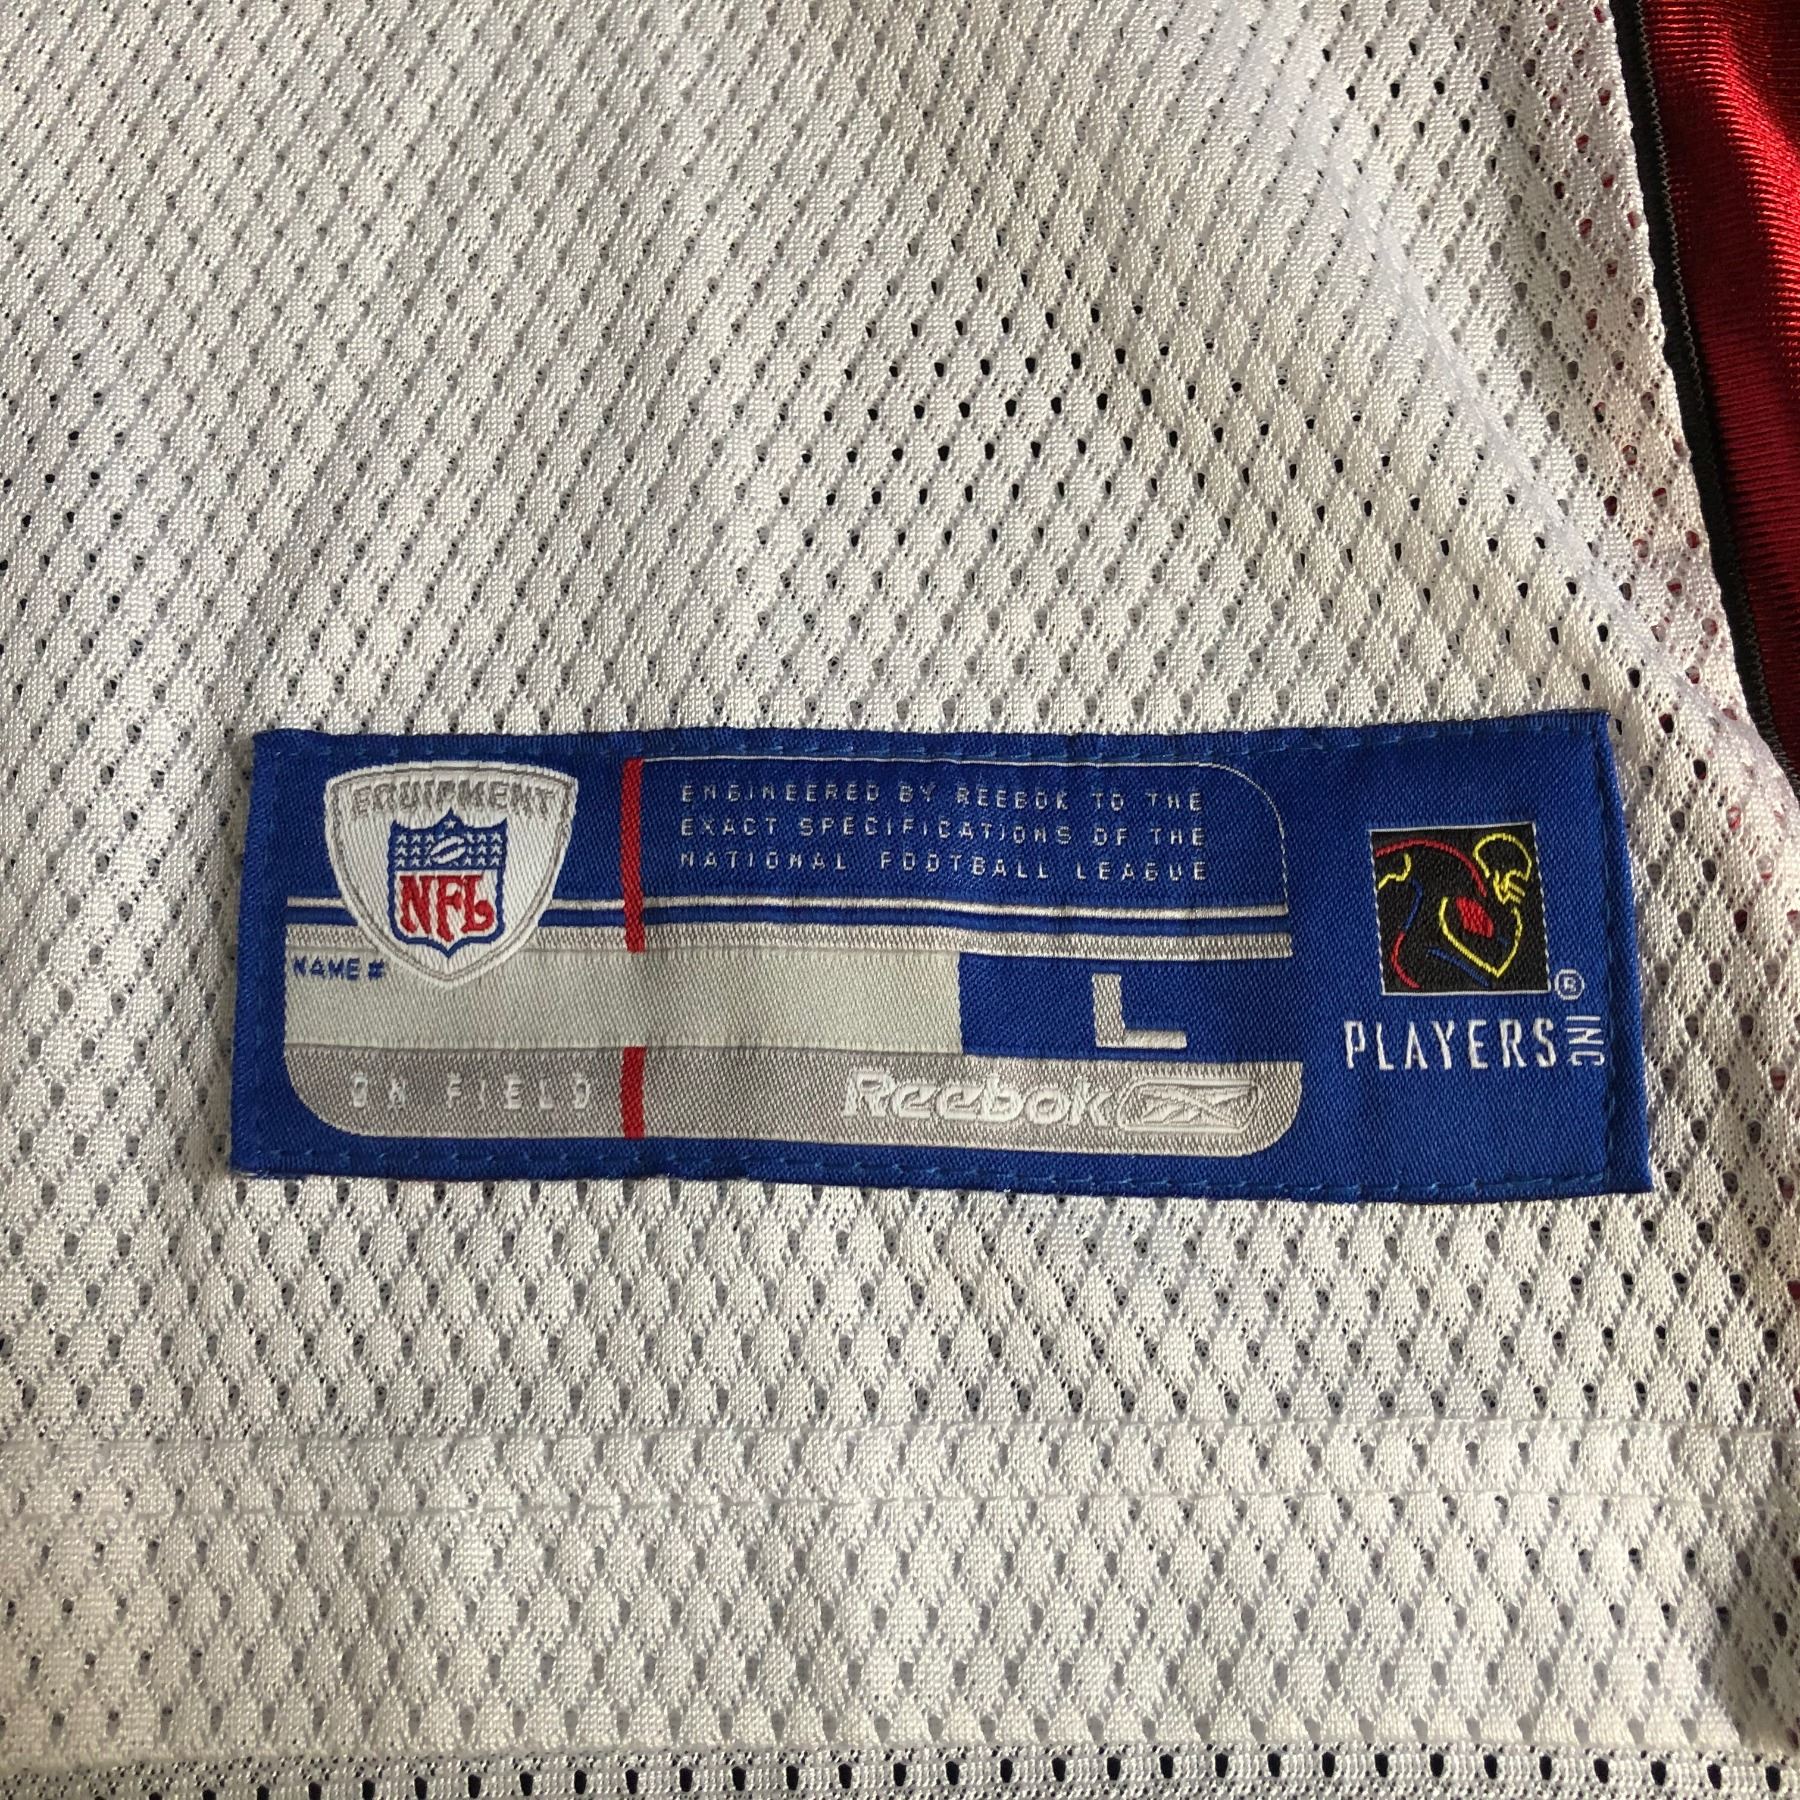 EQUIPMENT
NFL
ENGINEERED BY REEBOK TO THE
EXACT SPECIFICATIONS OF THE
NATIONAL FOOTBALL LEAGUE
NAME #
L
ON FIELD
Reebok
®
PLAYERS INC